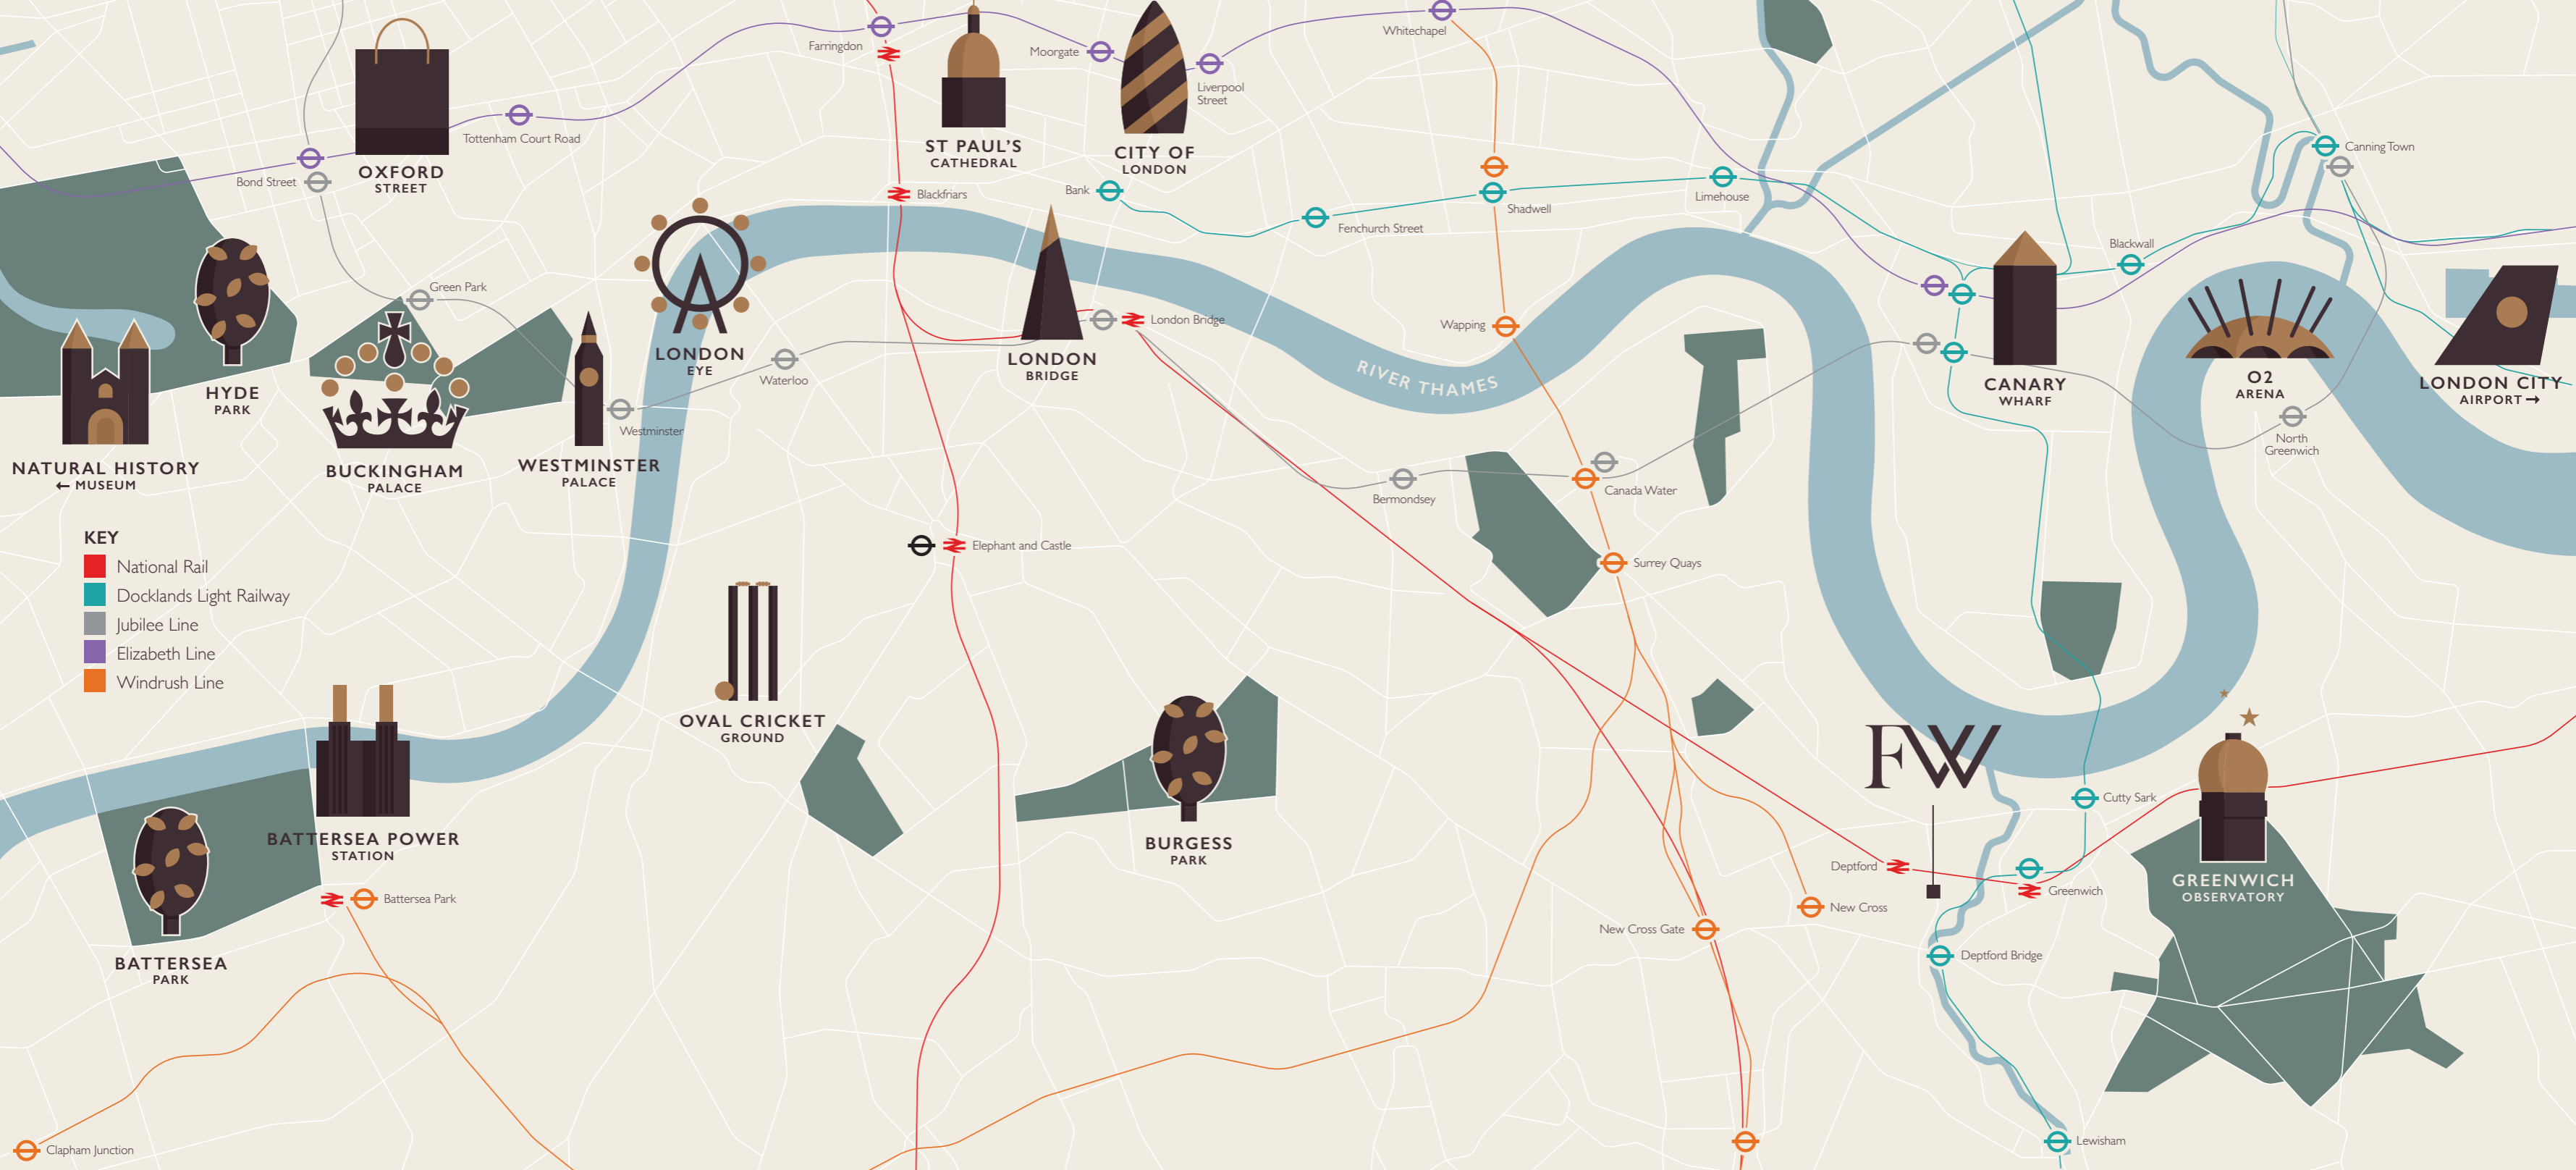 Farringdon
Moorgate
Whitechapel
Liverpool
Street
Tottenham Court Road
ST PAUL'S
CATHEDRAL
CITY OF
LONDON
Canning Town
OXFORD
STREET
Bond Street
Blackfriars
Bank
Fenchurch Street
Shadwell
Limehouse
Blackwall
Green Park
London Bridge
Wapping
HYDE
PARK
LONDON
EYE
Waterloo
LONDON
BRIDGE
RIVER THAMES
CANARY
WHARF
O2
ARENA
LONDON CITY
AIRPORT →
Westminster
North
Greenwich
NATURAL HISTORY
← MUSEUM
BUCKINGHAM
PALACE
WESTMINSTER
PALACE
Bermondsey
Canada Water
KEY
National Rail
Docklands Light Railway
Jubilee Line
Elizabeth Line
Windrush Line
Elephant and Castle
Surrey Quays
OVAL CRICKET
GROUND
FW
BATTERSEA POWER
STATION
BURGESS
PARK
Cutty Sark
Deptford
Greenwich
GREENWICH
OBSERVATORY
Battersea Park
New Cross
New Cross Gate
Deptford Bridge
BATTERSEA
PARK
Clapham Junction
Lewisham